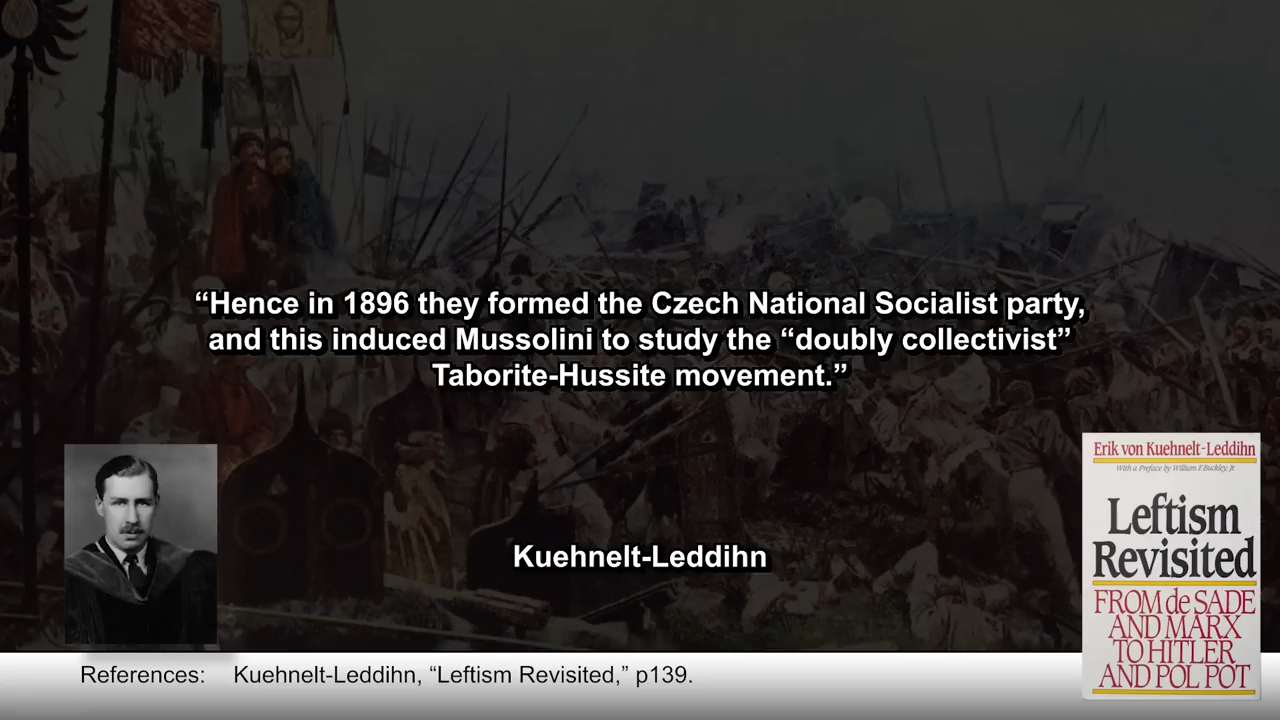 “Hence in 1896 they formed the Czech National Socialist party,
and this induced Mussolini to study the “doubly collectivist”
Taborite-Hussite movement.”
Kuehnelt-Leddihn
Erik von Kuehnelt-Leddihn
With a Preface by William F Buckley, Jr
Leftism
Revisited
FROM de SADE
AND MARX
TO HITLER
AND POL POT
References: Kuehnelt-Leddihn, “Leftism Revisited,” p139.